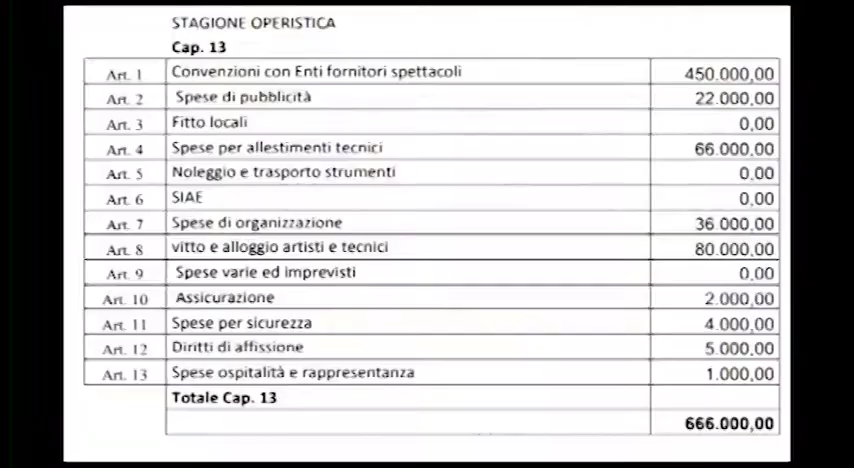 STAGIONE OPERISTICA
Cap. 13
Art. 1 Convenzioni con Enti fornitori spettacoli 450.000,00
Art. 2 Spese di pubblicità 22.000,00
Art. 3 Fitto locali 0,00
Art. 4 Spese per allestimenti tecnici 66.000,00
Art. 5 Noleggio e trasporto strumenti 0,00
Art. 6 SIAE 0,00
Art. 7 Spese di organizzazione 36.000,00
Art. 8 vitto e alloggio artisti e tecnici 80.000,00
Art. 9 Spese varie ed imprevisti 0,00
Art. 10 Assicurazione 2.000,00
Art. 11 Spese per sicurezza 4.000,00
Art. 12 Diritti di affissione 5.000,00
Art. 13 Spese ospitalità e rappresentanza 1.000,00
Totale Cap. 13
666.000,00